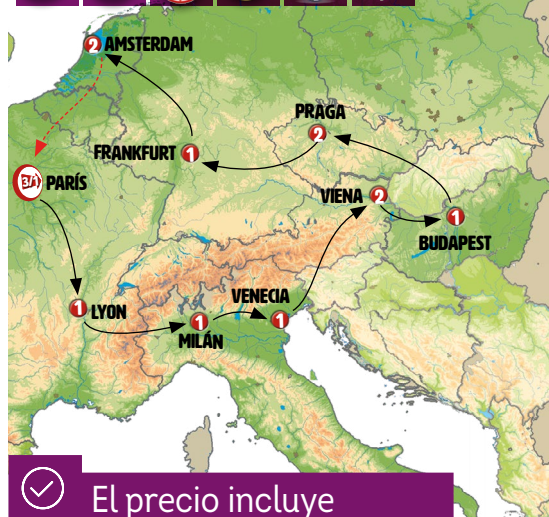 2 AMSTERDAM
PRAGA
2
FRANKFURT 1
3/1 PARÍS
VIENA 2
1
BUDAPEST
VENECIA
1 LYON
1
1
MILÁN
El precio incluye